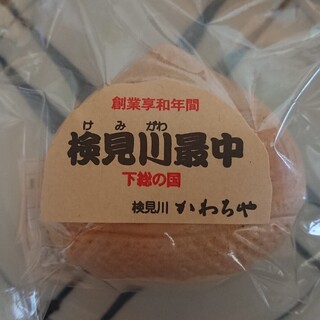 創業享和年間
けみがわ
検見川最中
下総の国
検見川 かわちや